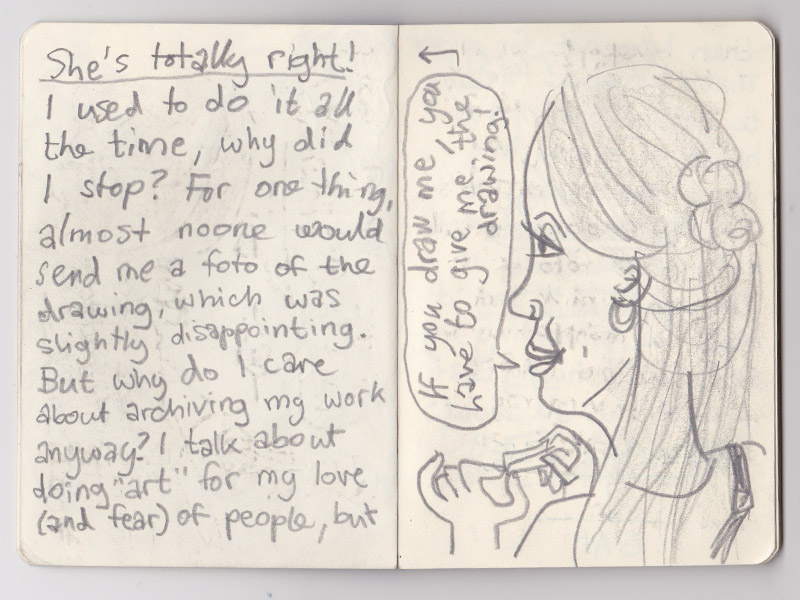 She's totally right!
I used to do it all
the time, why did
I stop? For one thing,
almost noone would
send me a foto of the
drawing, which was
slightly disappointing.
But why do I care
about archiving my work
anyway? I talk about
doing "art" for my love
(and fear) of people, but
If you draw me, you
have to give me the
drawing!